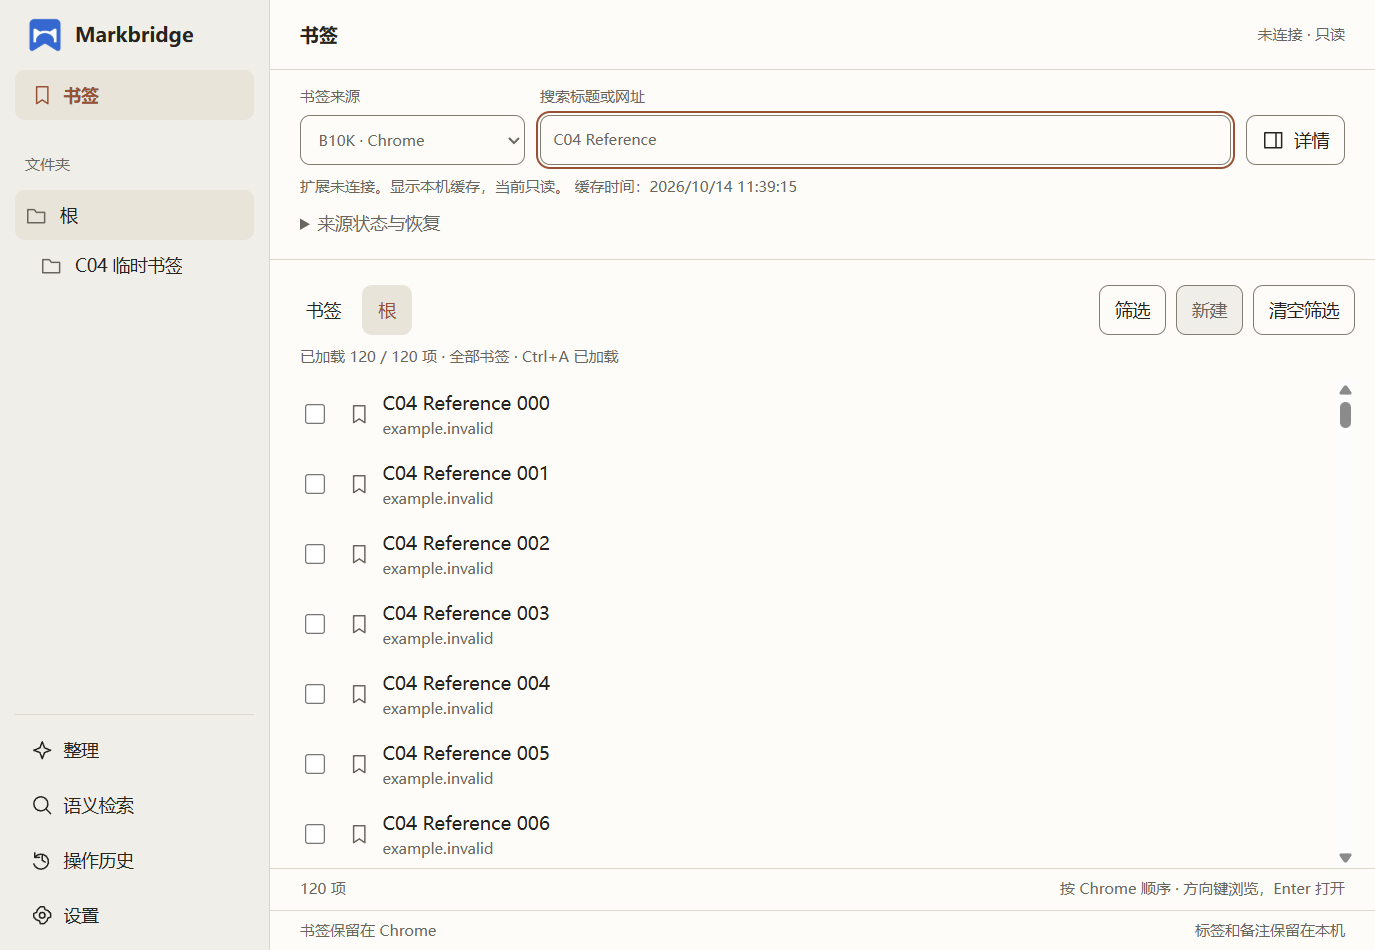 Markbridge
书签
文件夹
根
C04 临时书签
整理
语义检索
操作历史
设置
书签
未连接 · 只读
书签来源
搜索标题或网址
B10K · Chrome
C04 Reference
详情
扩展未连接。显示本机缓存，当前只读。 缓存时间：2026/10/14 11:39:15
来源状态与恢复
书签 根
筛选 新建 清空筛选
已加载 120 / 120 项 · 全部书签 · Ctrl+A 已加载
C04 Reference 000
example.invalid
C04 Reference 001
example.invalid
C04 Reference 002
example.invalid
C04 Reference 003
example.invalid
C04 Reference 004
example.invalid
C04 Reference 005
example.invalid
C04 Reference 006
example.invalid
120 项
按 Chrome 顺序 · 方向键浏览，Enter 打开
书签保留在 Chrome
标签和备注保留在本机